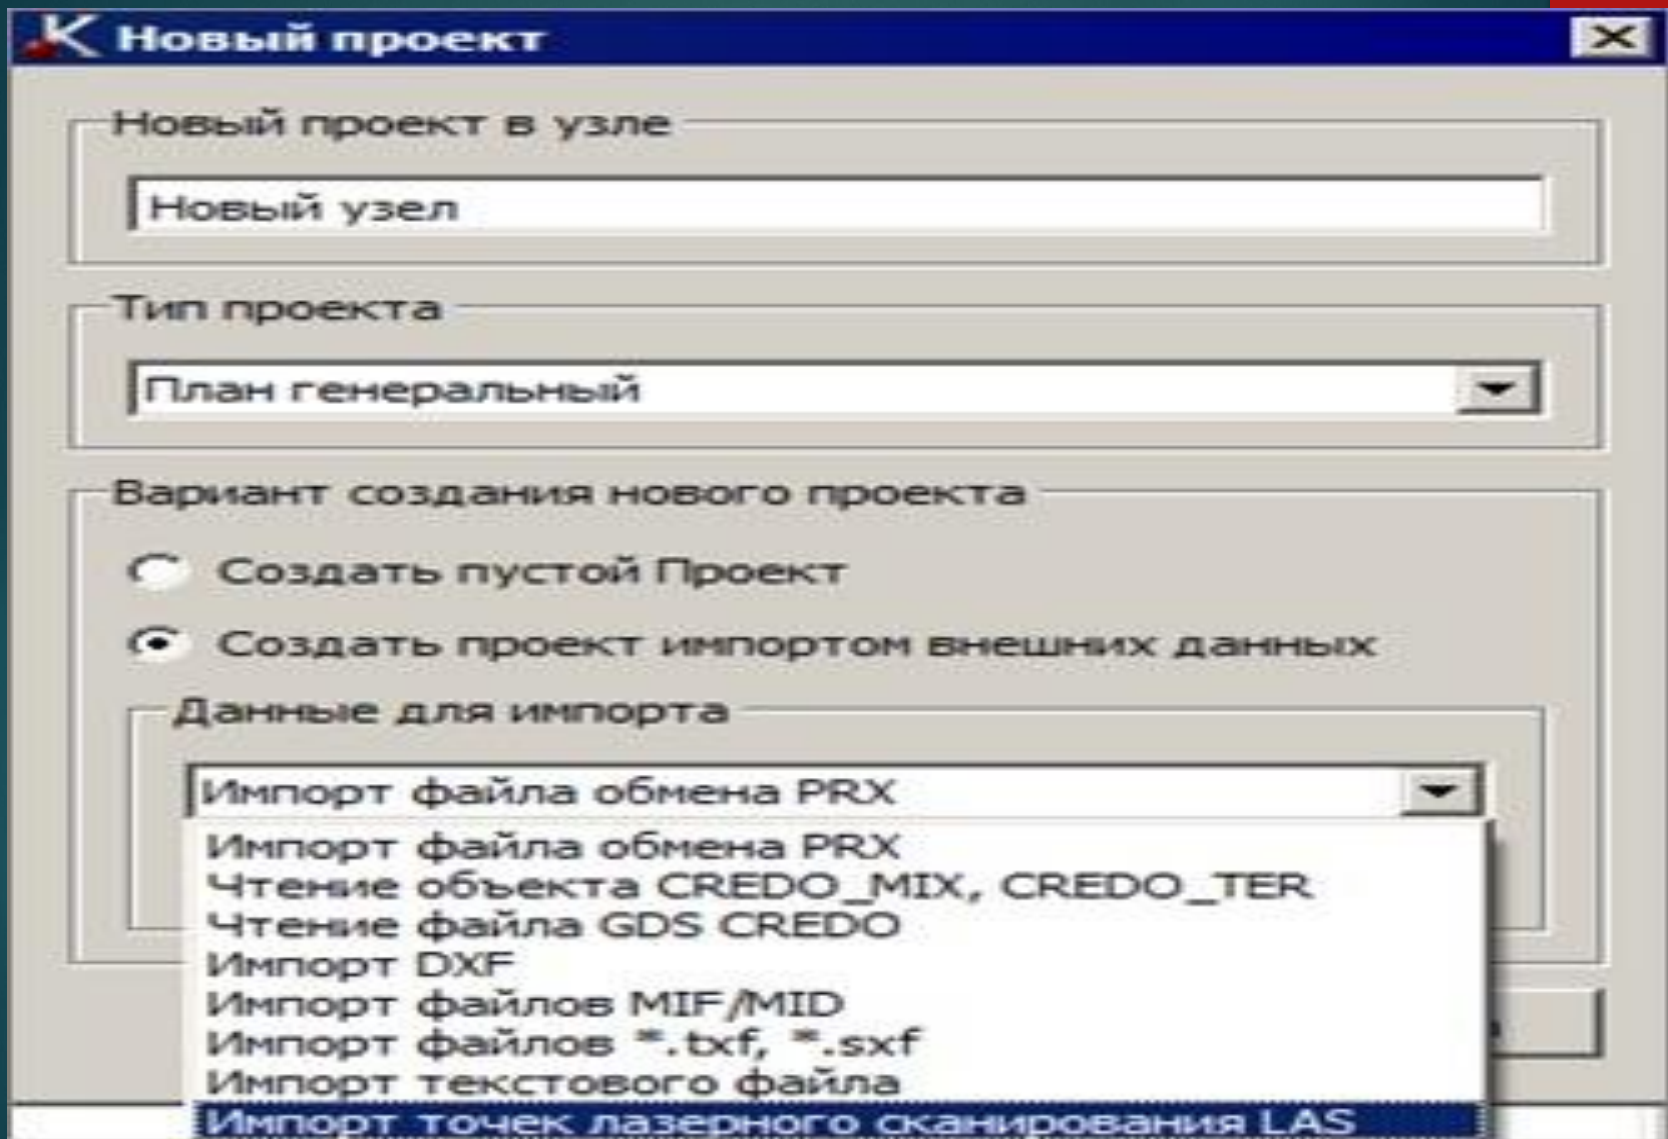 Новый проект
Новый проект в узле
Новый узел
Тип проекта
План генеральный
Вариант создания нового проекта
Создать пустой Проект
Создать проект импортом внешних данных
Данные для импорта
Импорт файла обмена PRX
Импорт файла обмена PRX
Чтение объекта CREDO_MIX, CREDO_TER
Чтение файла GDS CREDO
Импорт DXF
Импорт файлов MIF/MID
Импорт файлов *.txf, *.sxf
Импорт текстового файла
Импорт точек лазерного сканирования LAS